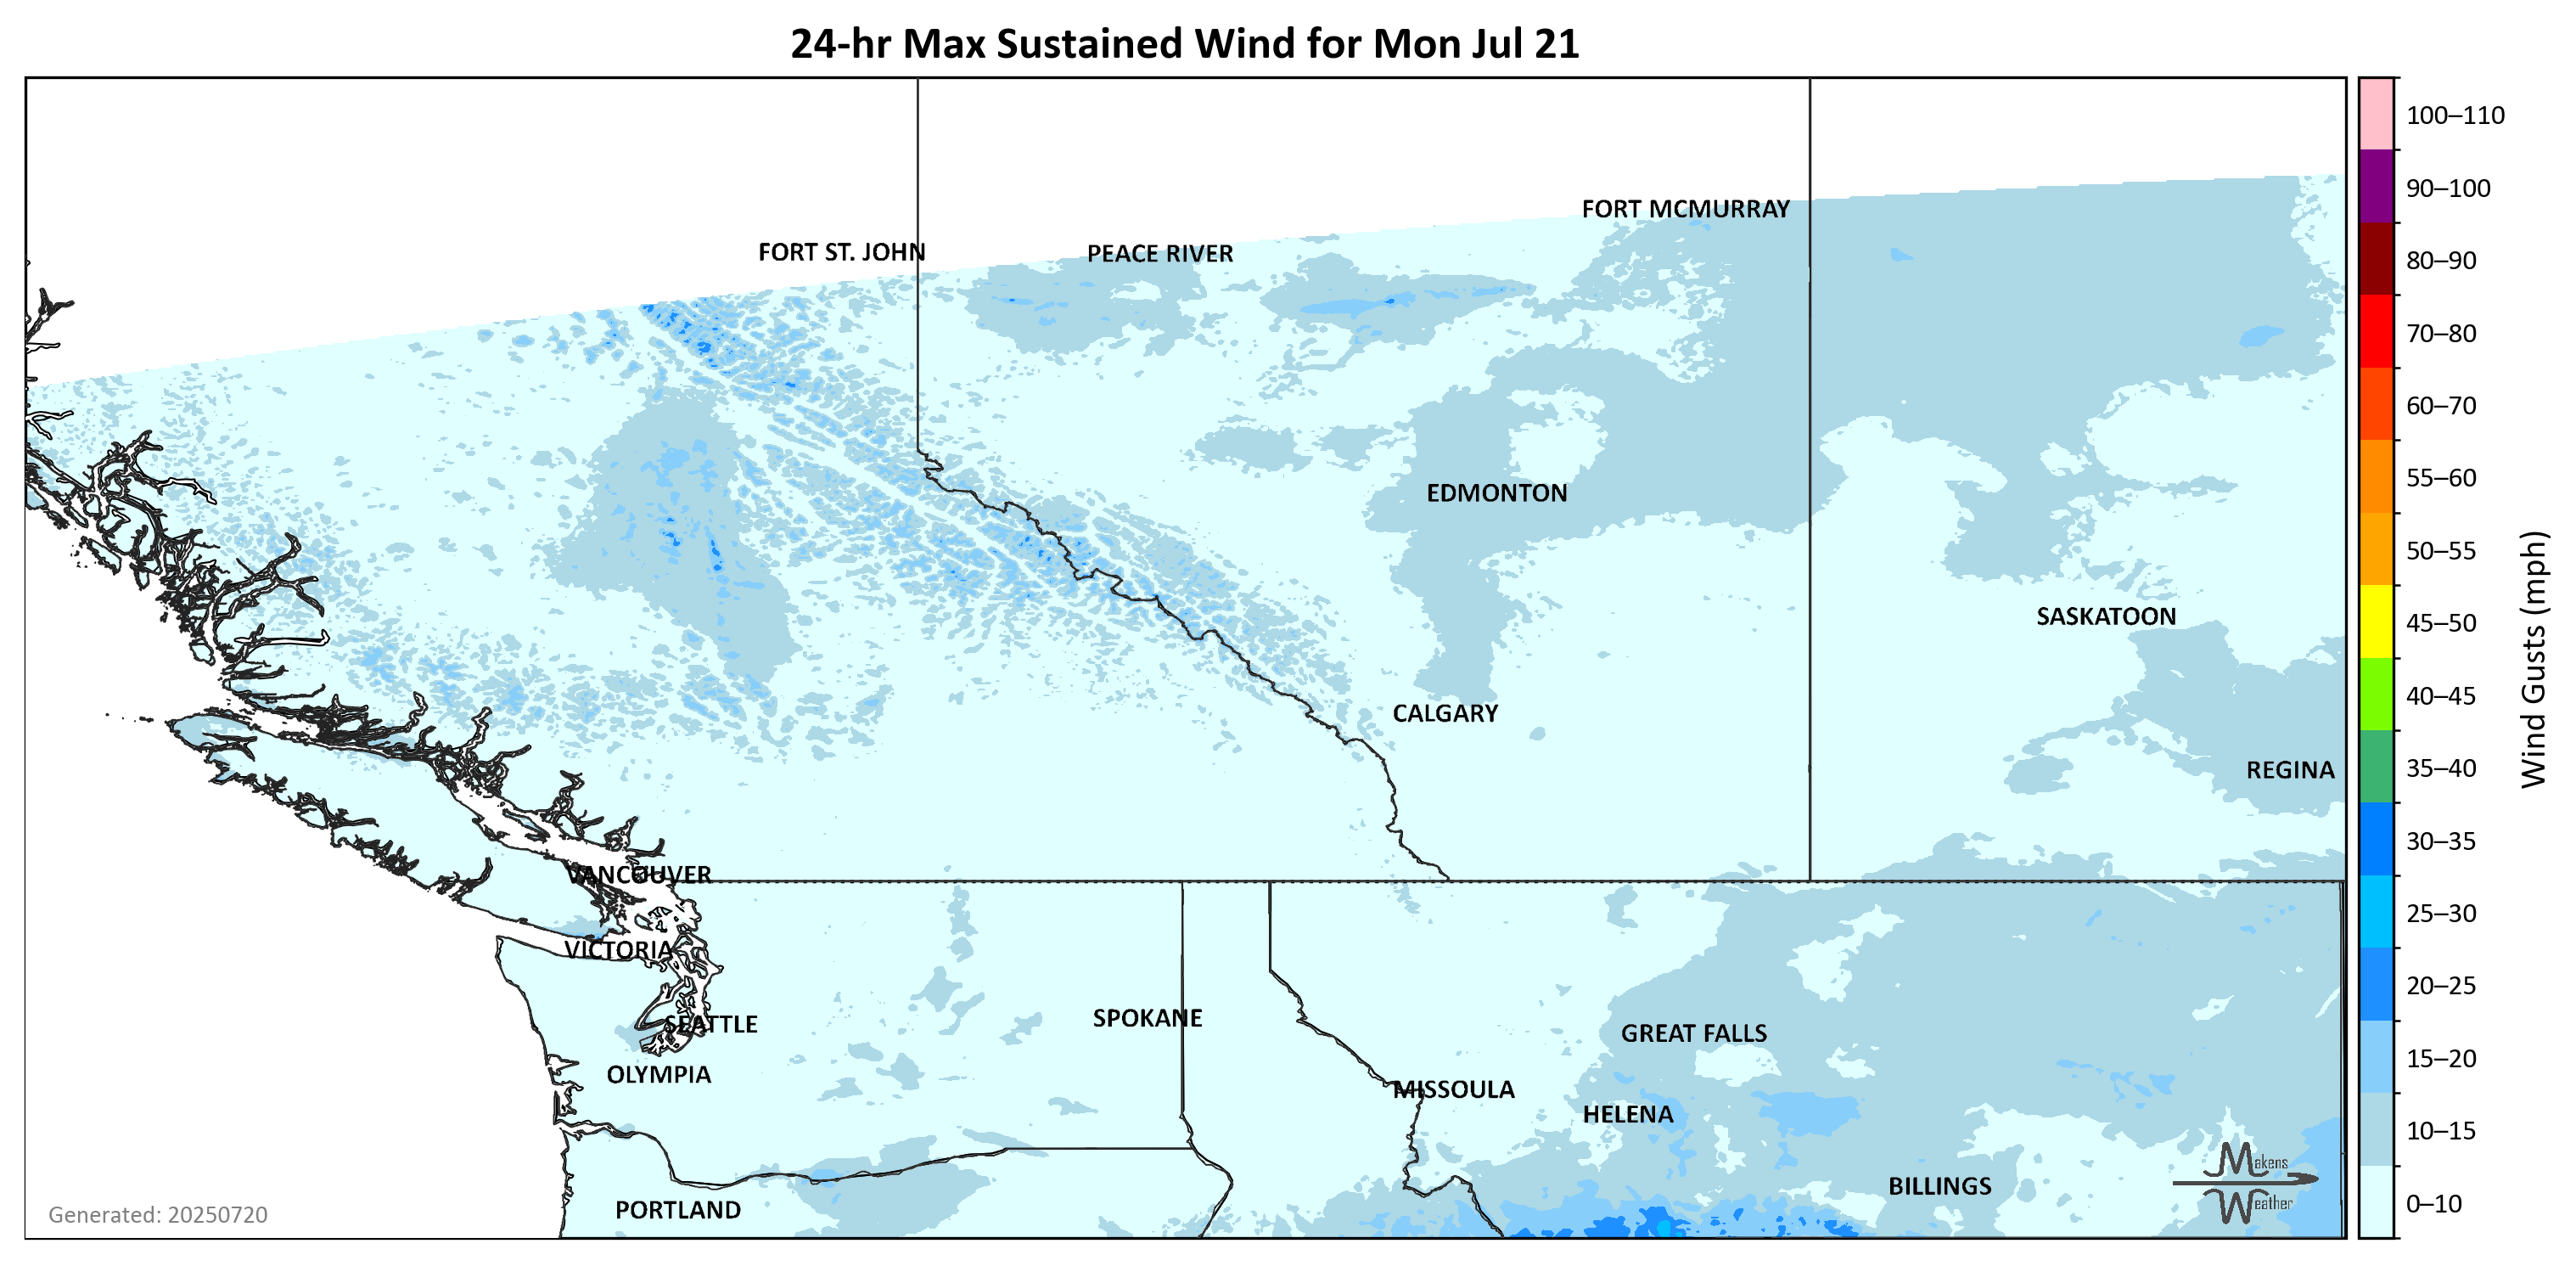 24-hr Max Sustained Wind for Mon Jul 21
FORT MCMURRAY
FORT ST. JOHN
PEACE RIVER
EDMONTON
SASKATOON
CALGARY
REGINA
VANCOUVER
VICTORIA
SEATTLE
SPOKANE
GREAT FALLS
OLYMPIA
MISSOULA
HELENA
BILLINGS
PORTLAND
Makens
Weather
Generated: 20250720
100–110
90–100
80–90
70–80
60–70
55–60
50–55
45–50
40–45
35–40
30–35
25–30
20–25
15–20
10–15
0–10
Wind Gusts (mph)